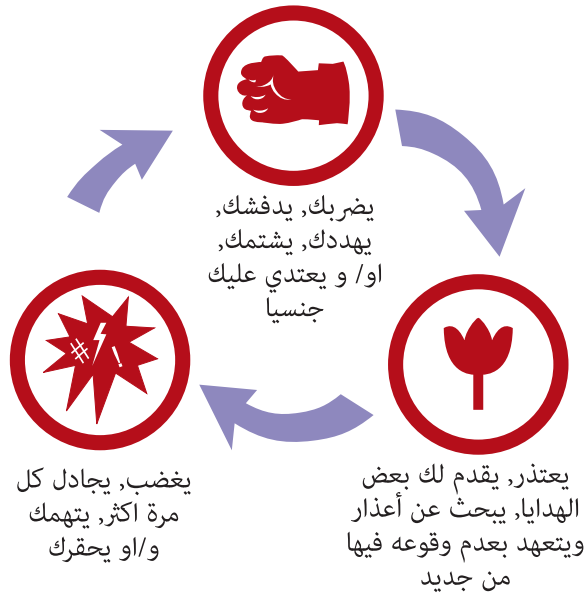 يضربك, يدفشك,
يهددك, يشتمك,
او/ و يعتدي عليك
جنسيا
يعتذر, يقدم لك بعض
الهدايا, يبحث عن أعذار
ويتعهد بعدم وقوعه فيها
من جديد
يغضب, يجادل كل
مرة اكثر, يتهمك
و/او يحقرك
#!